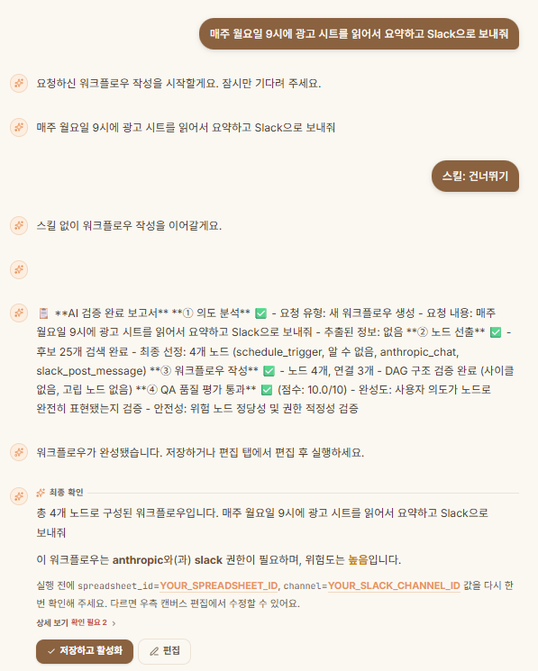 매주 월요일 9시에 광고 시트를 읽어서 요약하고 Slack으로 보내줘
요청하신 워크플로우 작성을 시작할게요. 잠시만 기다려 주세요.
매주 월요일 9시에 광고 시트를 읽어서 요약하고 Slack으로 보내줘
스킬: 건너뛰기
스킬 없이 워크플로우 작성을 이어갈게요.
📋 **AI 검증 완료 보고서** **① 의도 분석** ✅ - 요청 유형: 새 워크플로우 생성 - 요청 내용: 매주
월요일 9시에 광고 시트를 읽어서 요약하고 Slack으로 보내줘 - 추출된 정보: 없음 **② 노드 선출** ✅ -
후보 25개 검색 완료 - 최종 선정: 4개 노드 (schedule_trigger, 알 수 없음, anthropic_chat,
slack_post_message) **③ 워크플로우 작성** ✅ - 노드 4개, 연결 3개 - DAG 구조 검증 완료 (사이클
없음, 고립 노드 없음) **④ QA 품질 평가 통과** ✅ (점수: 10.0/10) - 완성도: 사용자 의도가 노드로
완전히 표현됐는지 검증 - 안전성: 위험 노드 정당성 및 권한 적정성 검증
워크플로우가 완성됐습니다. 저장하거나 편집 탭에서 편집 후 실행하세요.
최종 확인
총 4개 노드로 구성된 워크플로우입니다. 매주 월요일 9시에 광고 시트를 읽어서 요약하고 Slack으로
보내줘
이 워크플로우는 anthropic와(과) slack 권한이 필요하며, 위험도는 높음입니다.
실행 전에 spreadsheet_id=YOUR_SPREADSHEET_ID, channel=YOUR_SLACK_CHANNEL_ID 값을 다시 한
번 확인해 주세요. 다르면 우측 캔버스 편집에서 수정할 수 있어요.
상세 보기 확인 필요 2 >
✓ 저장하고 활성화
편집